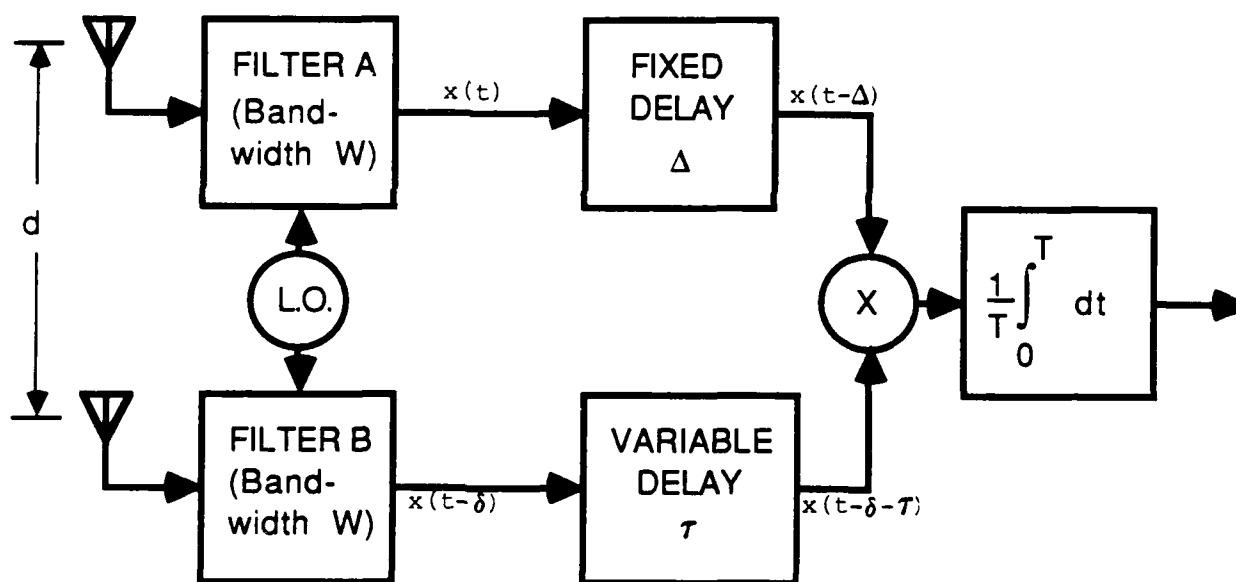 FILTER A
(Band-
width W)
x(t)
FIXED
DELAY
Δ
x(t-Δ)
d
L.O.
X
1
T
∫
T
0
dt
FILTER B
(Band-
width W)
x(t-δ)
VARIABLE
DELAY
τ
x(t-δ-τ)